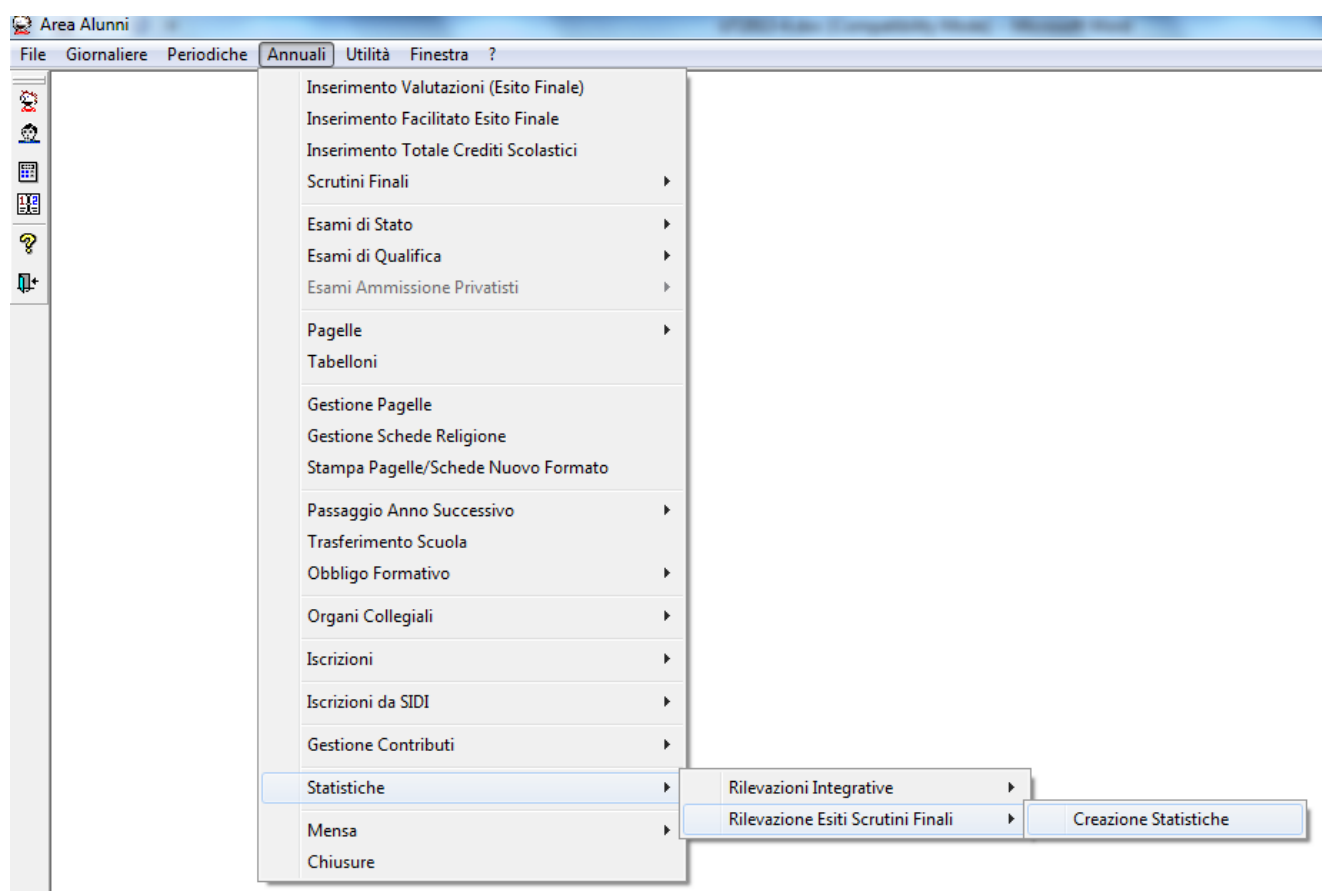 Area Alunni
File Giornaliere Periodiche Annuali Utilità Finestra ?
Inserimento Valutazioni (Esito Finale)
Inserimento Facilitato Esito Finale
Inserimento Totale Crediti Scolastici
Scrutini Finali
Esami di Stato
Esami di Qualifica
Esami Ammissione Privatisti
Pagelle
Tabelloni
Gestione Pagelle
Gestione Schede Religione
Stampa Pagelle/Schede Nuovo Formato
Passaggio Anno Successivo
Trasferimento Scuola
Obbligo Formativo
Organi Collegiali
Iscrizioni
Iscrizioni da SIDI
Gestione Contributi
Statistiche
Rilevazioni Integrative
Rilevazione Esiti Scrutini Finali
Creazione Statistiche
Mensa
Chiusure